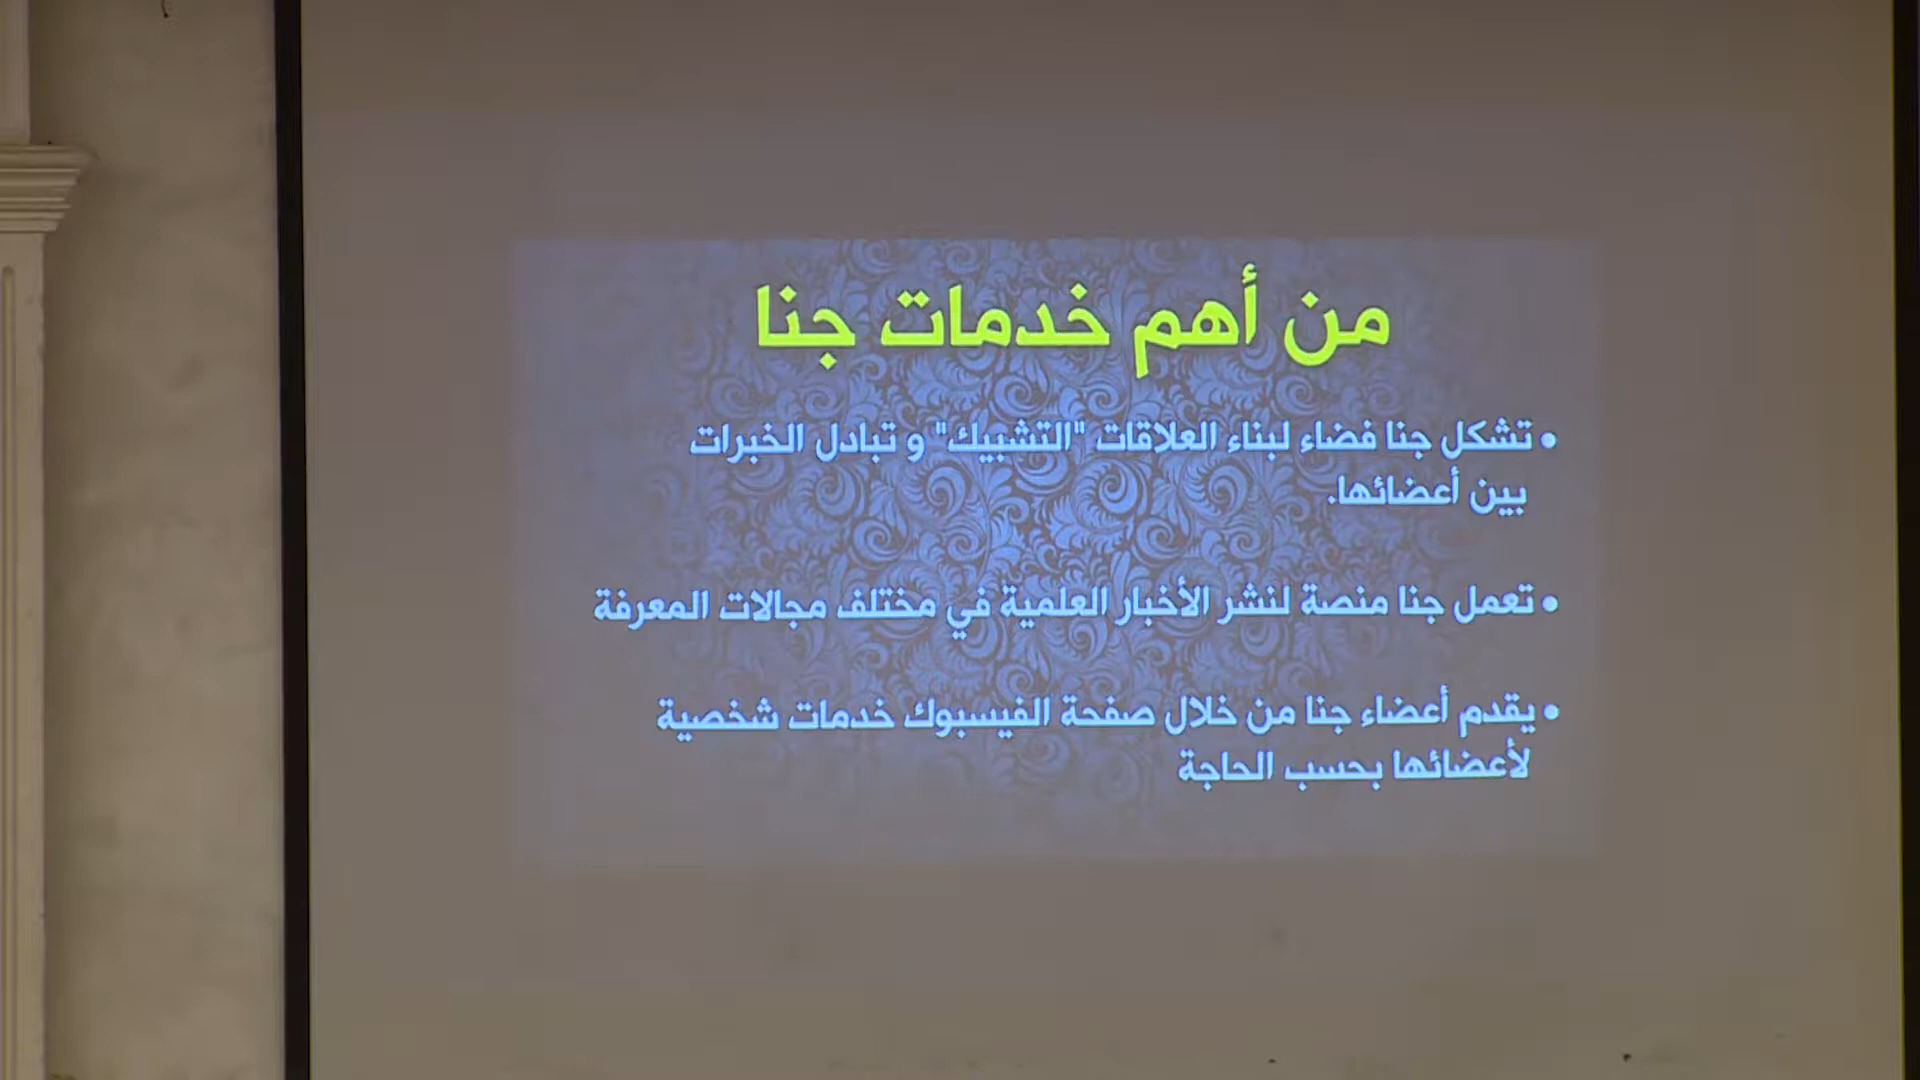 من أهم خدمات جنا
• تشكل جنا فضاء لبناء العلاقات "التشبيك" و تبادل الخبرات
بين أعضائها.
• تعمل جنا منصة لنشر الأخبار العلمية في مختلف مجالات المعرفة
• يقدم أعضاء جنا من خلال صفحة الفيسبوك خدمات شخصية
لأعضائها بحسب الحاجة